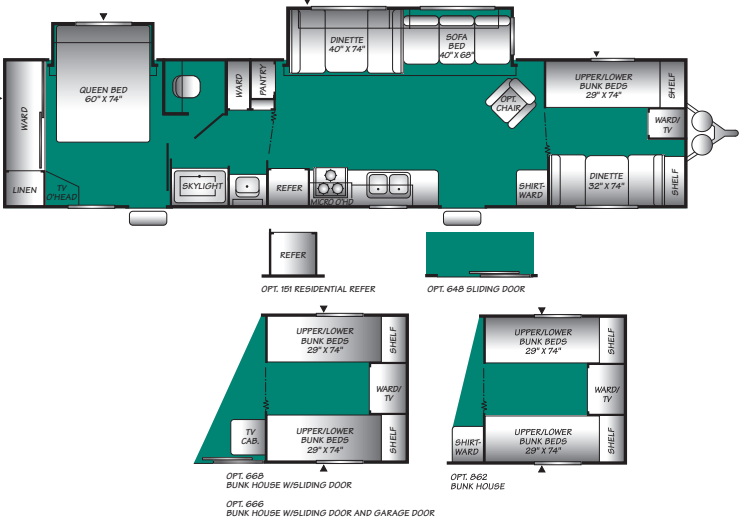 DINETTE
40" X 74"
SOFA
BED
40"X 68"
QUEEN BED
60" X 74"
WARD
PANTRY
WARD
OPT.
CHAIR
UPPER/LOWER
BUNK BEDS
29" X 74"
SHELF
WARD/
TV
LINEN
TV
O'HEAD
SKYLIGHT
REFER
MICRO O'HD
SHIRT-
WARD
DINETTE
32" X 74"
SHELF
REFER
OPT. 151 RESIDENTIAL REFER
OPT. 648 SLIDING DOOR
UPPER/LOWER
BUNK BEDS
29" X 74"
SHELF
WARD/
TV
TV
CAB.
UPPER/LOWER
BUNK BEDS
29" X 74"
SHELF
OPT. 668
BUNK HOUSE W/SLIDING DOOR
OPT. 666
BUNK HOUSE W/SLIDING DOOR AND GARAGE DOOR
UPPER/LOWER
BUNK BEDS
29" X 74"
SHELF
WARD/
TV
SHIRT-
WARD
UPPER/LOWER
BUNK BEDS
29" X 74"
SHELF
OPT. 862
BUNK HOUSE